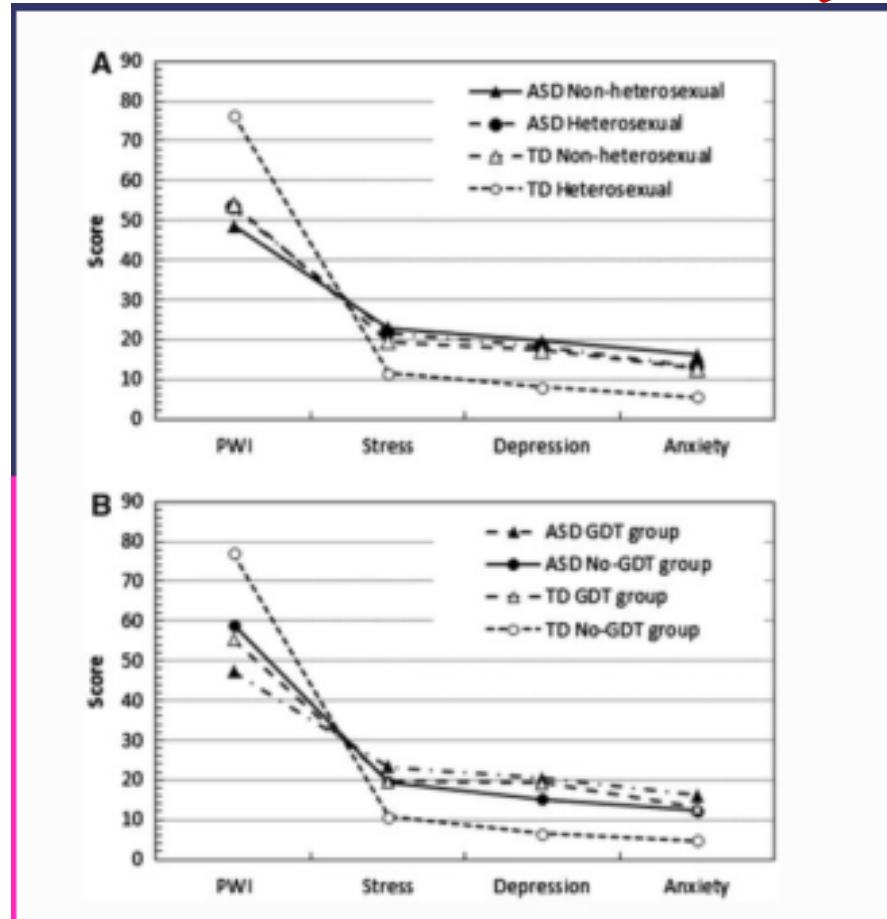 A
90
80
70
60
50
40
30
20
10
0
Score
ASD Non-heterosexual
ASD Heterosexual
TD Non-heterosexual
TD Heterosexual
PWI Stress Depression Anxiety
B
90
80
70
60
50
40
30
20
10
0
Score
ASD GDT group
ASD No-GDT group
TD GDT group
TD No-GDT group
PWI Stress Depression Anxiety